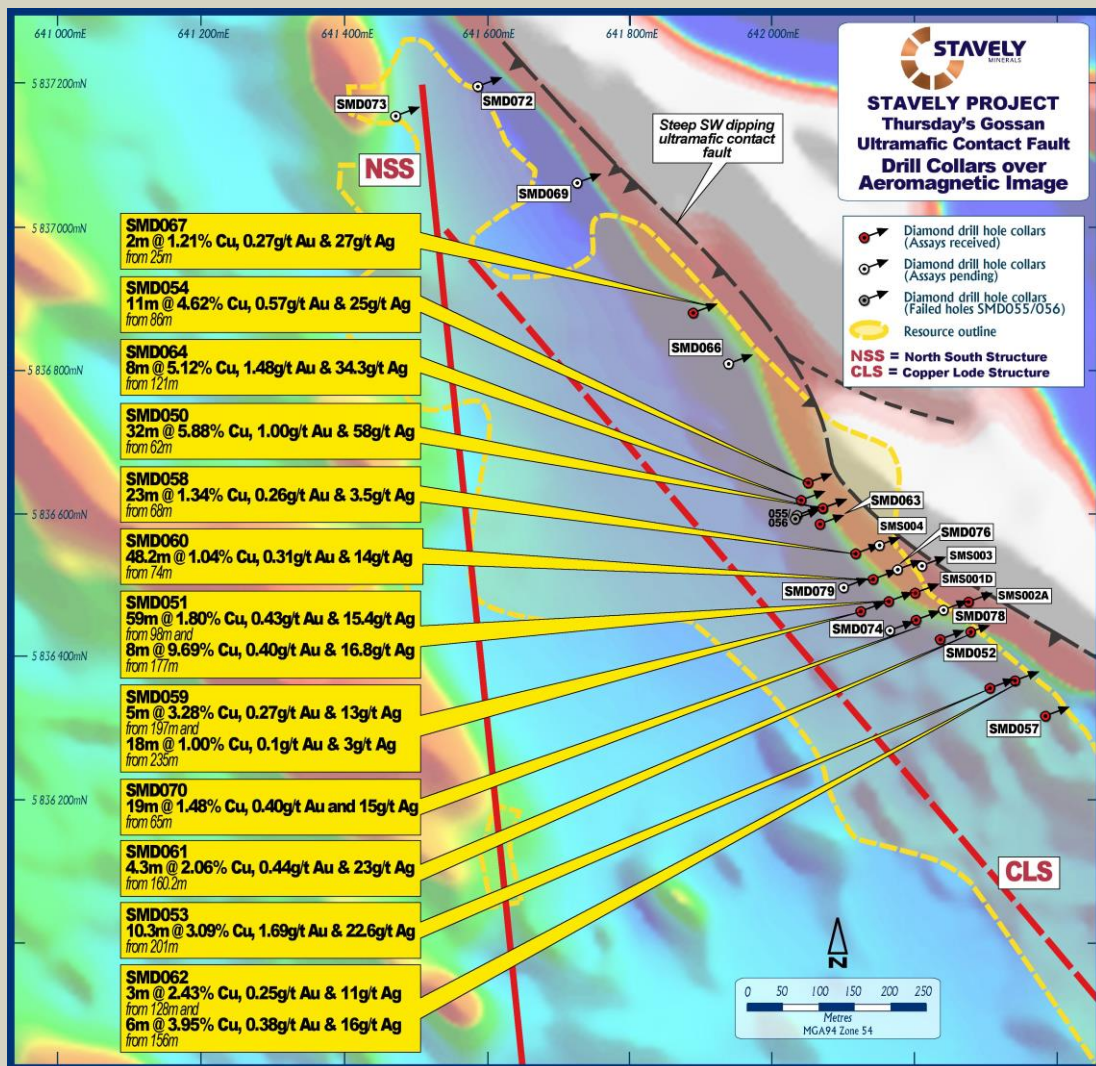 641 000mE 641 200mE 641 400mE 641 600mE 641 800mE 642 000mE
5 837 200mN
5 837 000mN
5 836 800mN
5 836 600mN
5 836 400mN
5 836 200mN
STAVELY
MINERALS
STAVELY PROJECT
Thursday's Gossan
Ultramafic Contact Fault
Drill Collars over
Aeromagnetic Image
Diamond drill hole collars
(Assays received)
Diamond drill hole collars
(Assays pending)
Diamond drill hole collars
(Failed holes SMD055/056)
Resource outline
NSS = North South Structure
CLS = Copper Lode Structure
SMD073
SMD072
NSS
Steep SW dipping
ultramafic contact
fault
SMD069
SMD066
SMD067
2m @ 1.21% Cu, 0.27g/t Au & 27g/t Ag
from 25m
SMD054
11m @ 4.62% Cu, 0.57g/t Au & 25g/t Ag
from 86m
SMD064
8m @ 5.12% Cu, 1.48g/t Au & 34.3g/t Ag
from 121m
SMD050
32m @ 5.88% Cu, 1.00g/t Au & 58g/t Ag
from 62m
SMD058
23m @ 1.34% Cu, 0.26g/t Au & 3.5g/t Ag
from 68m
SMD060
48.2m @ 1.04% Cu, 0.31g/t Au & 14g/t Ag
from 74m
SMD051
59m @ 1.80% Cu, 0.43g/t Au & 15.4g/t Ag
from 98m and
8m @ 9.69% Cu, 0.40g/t Au & 16.8g/t Ag
from 177m
SMD059
5m @ 3.28% Cu, 0.27g/t Au & 13g/t Ag
from 197m and
18m @ 1.00% Cu, 0.1g/t Au & 3g/t Ag
from 235m
SMD070
19m @ 1.48% Cu, 0.40g/t Au and 15g/t Ag
from 65m
SMD061
4.3m @ 2.06% Cu, 0.44g/t Au & 23g/t Ag
from 160.2m
SMD053
10.3m @ 3.09% Cu, 1.69g/t Au & 22.6g/t Ag
from 201m
SMD062
3m @ 2.43% Cu, 0.25g/t Au & 11g/t Ag
from 128m and
6m @ 3.95% Cu, 0.38g/t Au & 16g/t Ag
from 156m
055/
056
SMD063
SMS004
SMD076
SMS003
SMD079
SMS001D
SMS002A
SMD078
SMD074
SMD052
SMD057
CLS
N
0 50 100 150 200 250
Metres
MGA94 Zone 54